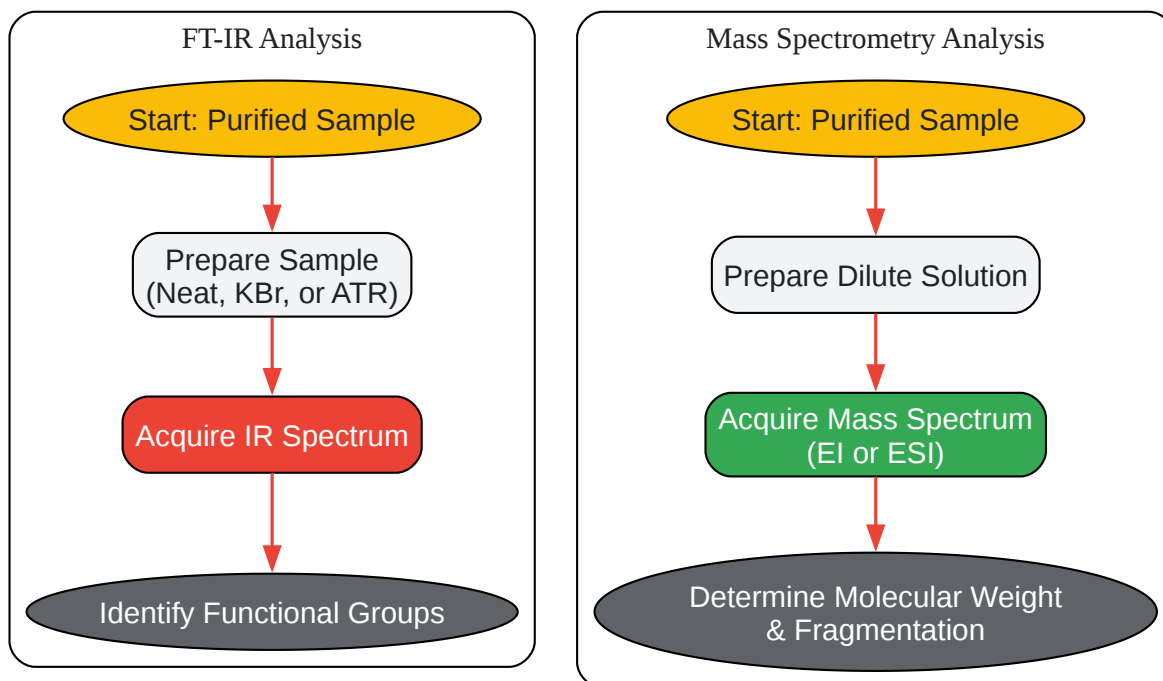 FT-IR Analysis
Start: Purified Sample
Prepare Sample
(Neat, KBr, or ATR)
Acquire IR Spectrum
Identify Functional Groups
Mass Spectrometry Analysis
Start: Purified Sample
Prepare Dilute Solution
Acquire Mass Spectrum
(EI or ESI)
Determine Molecular Weight
& Fragmentation